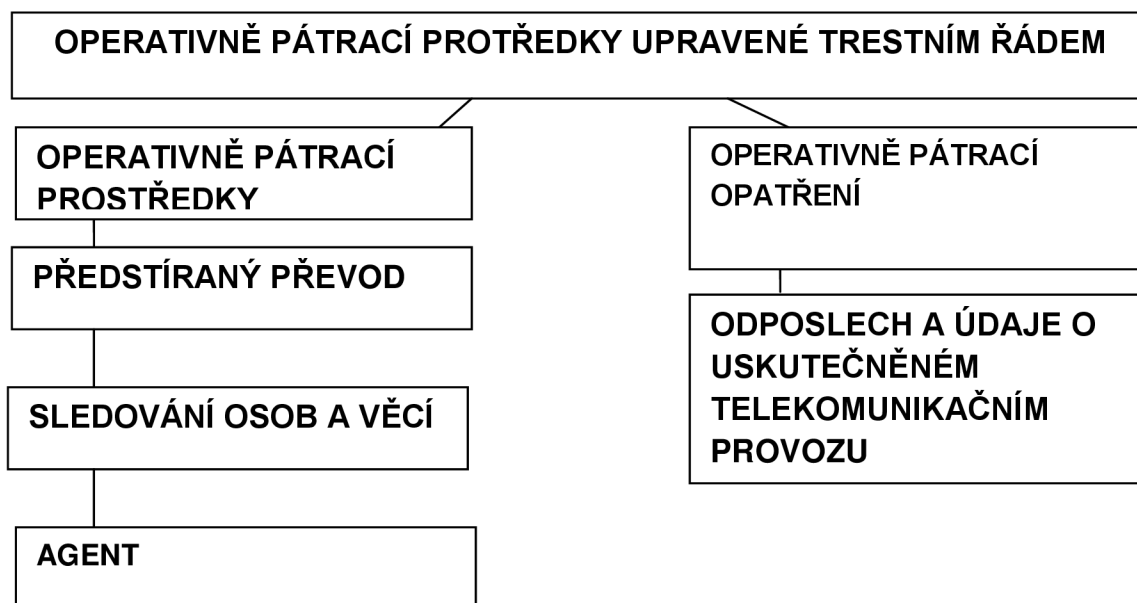 OPERATIVNĚ PÁTRACÍ PROTŘEDKY UPRAVENÉ TRESTNÍM ŘÁDEM
OPERATIVNĚ PÁTRACÍ
PROSTŘEDKY
PŘEDSTÍRANÝ PŘEVOD
SLEDOVÁNÍ OSOB A VĚCÍ
AGENT
OPERATIVNĚ PÁTRACÍ
OPATŘENÍ
ODPOSLECH A ÚDAJE O
USKUTEČNĚNÉM
TELEKOMUNIKAČNÍM
PROVOZU